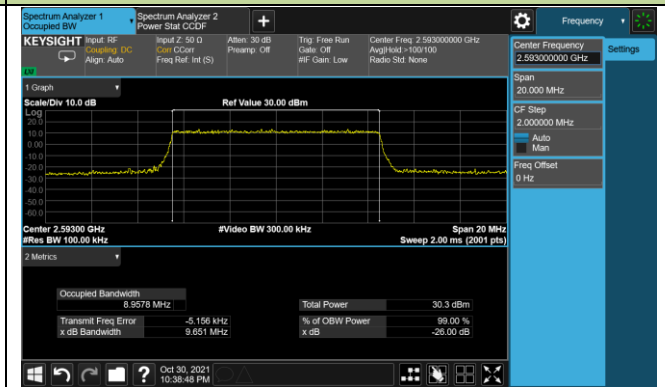 Spectrum Analyzer 1
Occupied BW
Spectrum Analyzer 2
Power Stat CCDF
+
Frequency
KEYSIGHT
Input: RF
Coupling: DC
Align: Auto
Input Z: 50 Ω
Corr CCorr
Freq Ref: Int (S)
Atten: 30 dB
Preamp: Off
Trig: Free Run
Gate: Off
#IF Gain: Low
Center Freq: 2.593000000 GHz
Avg|Hold:>100/100
Radio Std: None
Center Frequency
2.593000000 GHz
Settings
Span
20.000 MHz
CF Step
2.000000 MHz
Auto
Man
Freq Offset
0 Hz
1 Graph
Scale/Div 10.0 dB
Ref Value 30.00 dBm
Log
20.0
10.0
0.00
-10.0
-20.0
-30.0
-40.0
-50.0
-60.0
Center 2.59300 GHz
#Video BW 300.00 kHz
Span 20 MHz
#Res BW 100.00 kHz
Sweep 2.00 ms (2001 pts)
2 Metrics
Occupied Bandwidth
8.9578 MHz
Total Power
30.3 dBm
Transmit Freq Error
-5.156 kHz
% of OBW Power
99.00 %
x dB Bandwidth
9.651 MHz
x dB
-26.00 dB
?
Oct 30, 2021
10:38:48 PM